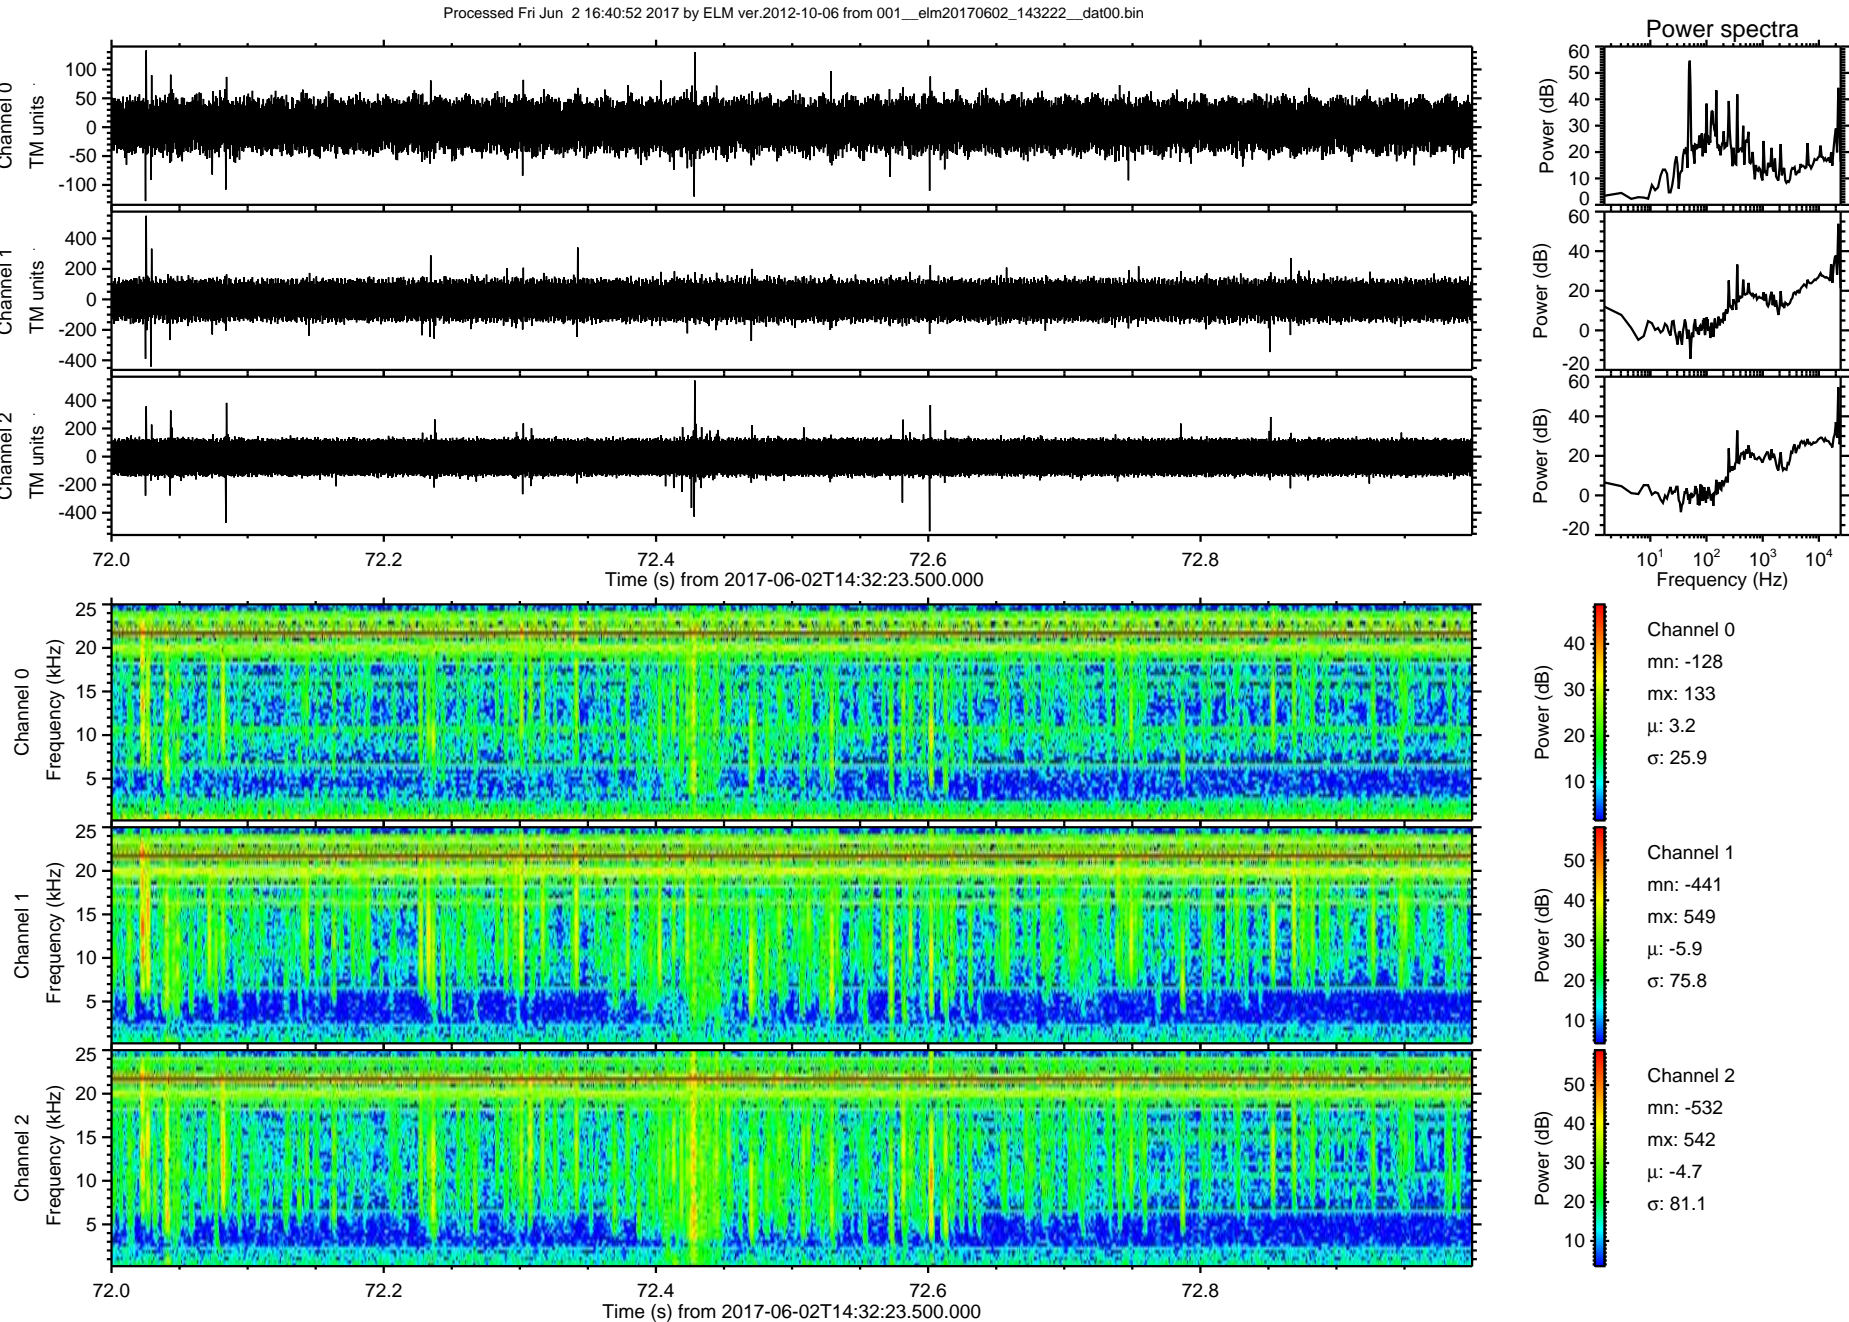 Processed Fri Jun  2 16:40:52 2017 by ELM ver.2012-10-06 from 001__elm20170602_143222__dat00.bin
Power spectra
Channel 0
TM units
100
50
0
-50
-100
Power (dB)
60
50
40
30
20
10
0
Channel 1
TM units
400
200
0
-200
-400
Power (dB)
60
40
20
0
-20
Channel 2
TM units
400
200
0
-200
-400
Power (dB)
60
40
20
0
-20
72.0 72.2 72.4 72.6 72.8
Time (s) from 2017-06-02T14:32:23.500.000
10^1 10^2 10^3 10^4
Frequency (Hz)
Channel 0
Frequency (kHz)
25
20
15
10
5
Power (dB)
40
30
20
10
Channel 0
mn: -128
mx: 133
μ: 3.2
σ: 25.9
Channel 1
Frequency (kHz)
25
20
15
10
5
Power (dB)
50
40
30
20
10
Channel 1
mn: -441
mx: 549
μ: -5.9
σ: 75.8
Channel 2
Frequency (kHz)
25
20
15
10
5
Power (dB)
50
40
30
20
10
Channel 2
mn: -532
mx: 542
μ: -4.7
σ: 81.1
72.0 72.2 72.4 72.6 72.8
Time (s) from 2017-06-02T14:32:23.500.000